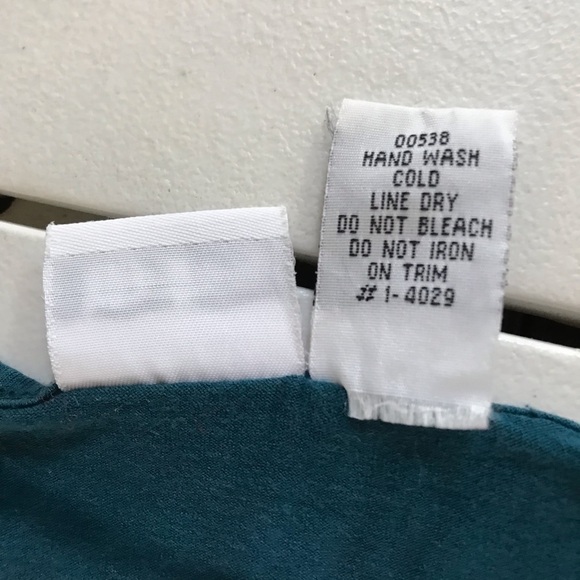 00538
HAND WASH
COLD
LINE DRY
DO NOT BLEACH
DO NOT IRON
ON TRIM
# 1-4029